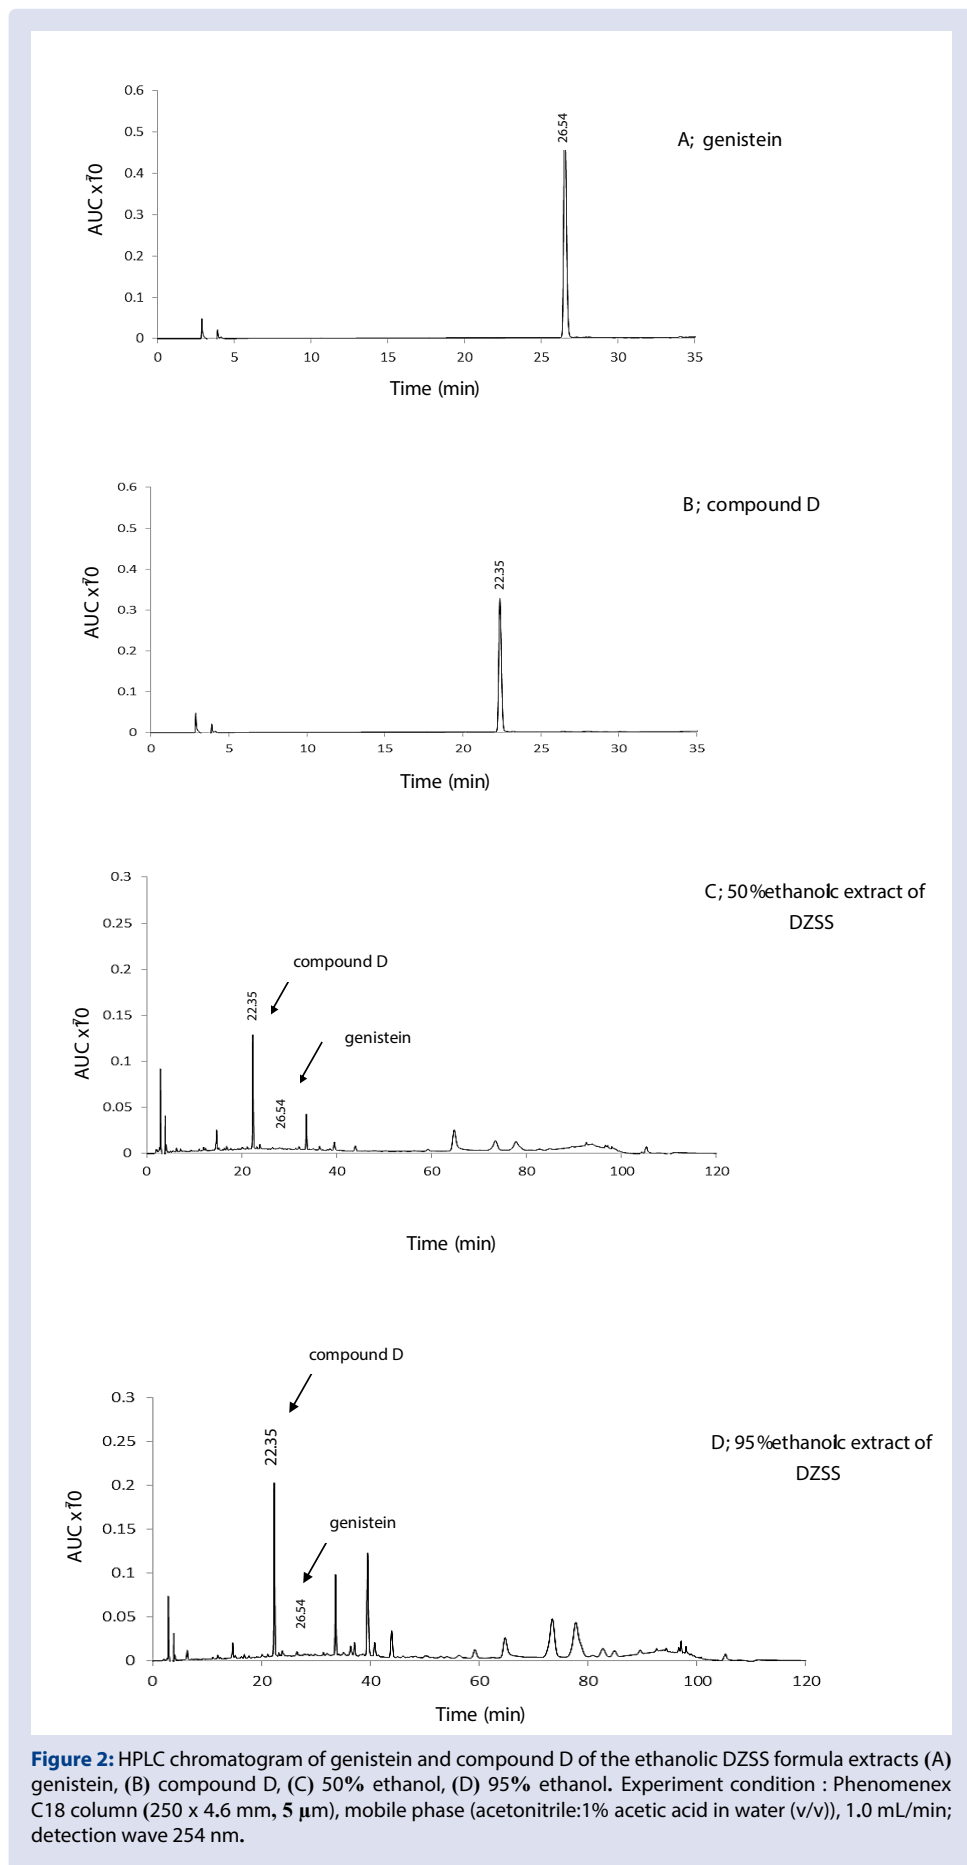 0.6
0.5
0.4
0.3
0.2
0.1
0
AUC x10
26.54
A; genistein
0 5 10 15 20 25 30 35
Time (min)
0.6
0.5
0.4
0.3
0.2
0.1
0
AUC x10
22.35
B; compound D
0 5 10 15 20 25 30 35
Time (min)
0.3
0.25
0.2
0.15
0.1
0.05
0
AUC x10
C; 50%ethanolc extract of
DZSS
compound D
22.35
genistein
26.54
0 20 40 60 80 100 120
Time (min)
compound D
0.3
0.25
0.2
0.15
0.1
0.05
0
AUC x10
22.35
D; 95%ethanolc extract of
DZSS
genistein
26.54
0 20 40 60 80 100 120
Time (min)
Figure 2: HPLC chromatogram of genistein and compound D of the ethanolic DZSS formula extracts (A)
genistein, (B) compound D, (C) 50% ethanol, (D) 95% ethanol. Experiment condition : Phenomenex
C18 column (250 x 4.6 mm, 5 µm), mobile phase (acetonitrile:1% acetic acid in water (v/v)), 1.0 mL/min;
detection wave 254 nm.